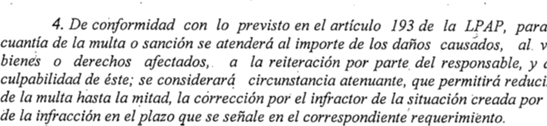 4. De conformidad con lo previsto en el artículo 193 de la LPAP, para
cuantía de la multa o sanción se atenderá al importe de los daños causados, al v
bienes o derechos afectados, a la reiteración por parte del responsable, y
culpabilidad de éste; se considerará circunstancia atenuante, que permitirá reduci
de la multa hasta la mitad, la corrección por el infractor de la situación creada por
de la infracción en el plazo que se señale en el correspondiente requerimiento.